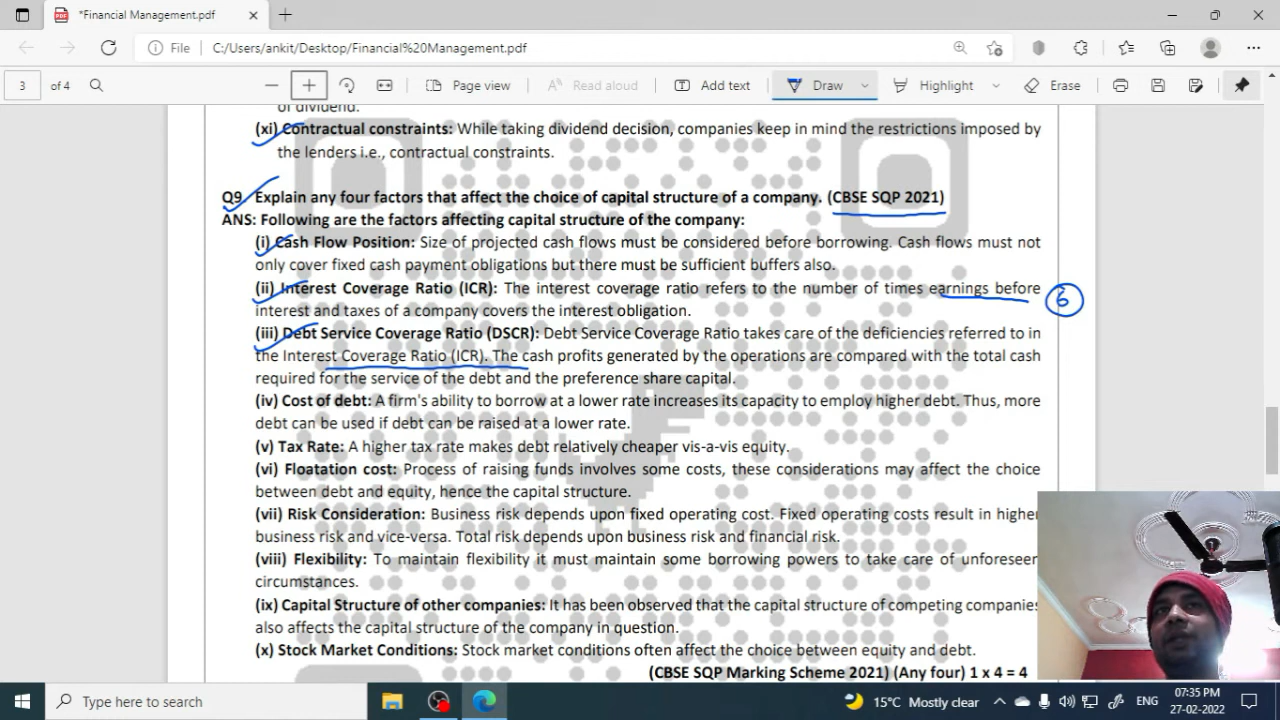 *Financial Management.pdf
File C:/Users/ankit/Desktop/Financial%20Management.pdf
3 of 4 Page view Read aloud Add text Draw Highlight Erase
of dividend.
(xi) Contractual constraints: While taking dividend decision, companies keep in mind the restrictions imposed by
the lenders i.e., contractual constraints.
Q9 Explain any four factors that affect the choice of capital structure of a company. (CBSE SQP 2021)
ANS: Following are the factors affecting capital structure of the company:
(i) Cash Flow Position: Size of projected cash flows must be considered before borrowing. Cash flows must not
only cover fixed cash payment obligations but there must be sufficient buffers also.
(ii) Interest Coverage Ratio (ICR): The interest coverage ratio refers to the number of times earnings before
6
interest and taxes of a company covers the interest obligation.
(iii) Debt Service Coverage Ratio (DSCR): Debt Service Coverage Ratio takes care of the deficiencies referred to in
the Interest Coverage Ratio (ICR). The cash profits generated by the operations are compared with the total cash
required for the service of the debt and the preference share capital.
(iv) Cost of debt: A firm's ability to borrow at a lower rate increases its capacity to employ higher debt. Thus, more
debt can be used if debt can be raised at a lower rate.
(v) Tax Rate: A higher tax rate makes debt relatively cheaper vis-a-vis equity.
(vi) Floatation cost: Process of raising funds involves some costs, these considerations may affect the choice
between debt and equity, hence the capital structure.
(vii) Risk Consideration: Business risk depends upon fixed operating cost. Fixed operating costs result in higher
business risk and vice-versa. Total risk depends upon business risk and financial risk.
(viii) Flexibility: To maintain flexibility it must maintain some borrowing powers to take care of unforeseen
circumstances.
(ix) Capital Structure of other companies: It has been observed that the capital structure of competing companies
also affects the capital structure of the company in question.
(x) Stock Market Conditions: Stock market conditions often affect the choice between equity and debt.
(CBSE SQP Marking Scheme 2021) (Any four) 1 x 4 = 4
Type here to search 15°C Mostly clear ENG 07:35 PM
27-02-2022